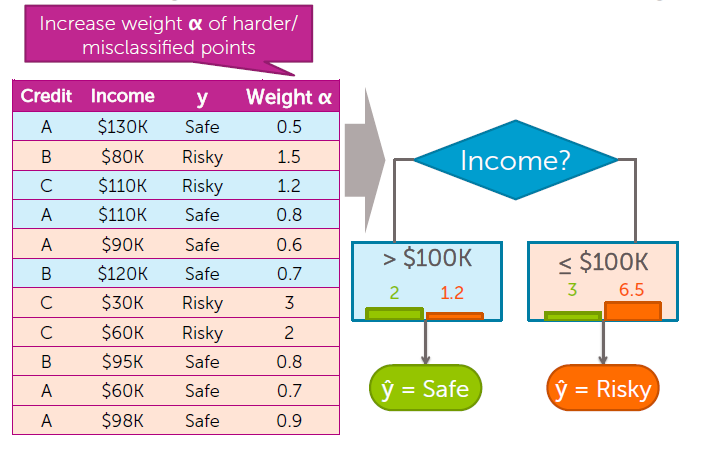 Increase weight α of harder/
misclassified points
Credit Income y Weight α
A $130K Safe 0.5
B $80K Risky 1.5
C $110K Risky 1.2
A $110K Safe 0.8
A $90K Safe 0.6
B $120K Safe 0.7
C $30K Risky 3
C $60K Risky 2
B $95K Safe 0.8
A $60K Safe 0.7
A $98K Safe 0.9
Income?
> $100K
2 1.2
≤ $100K
3 6.5
ŷ = Safe
ŷ = Risky